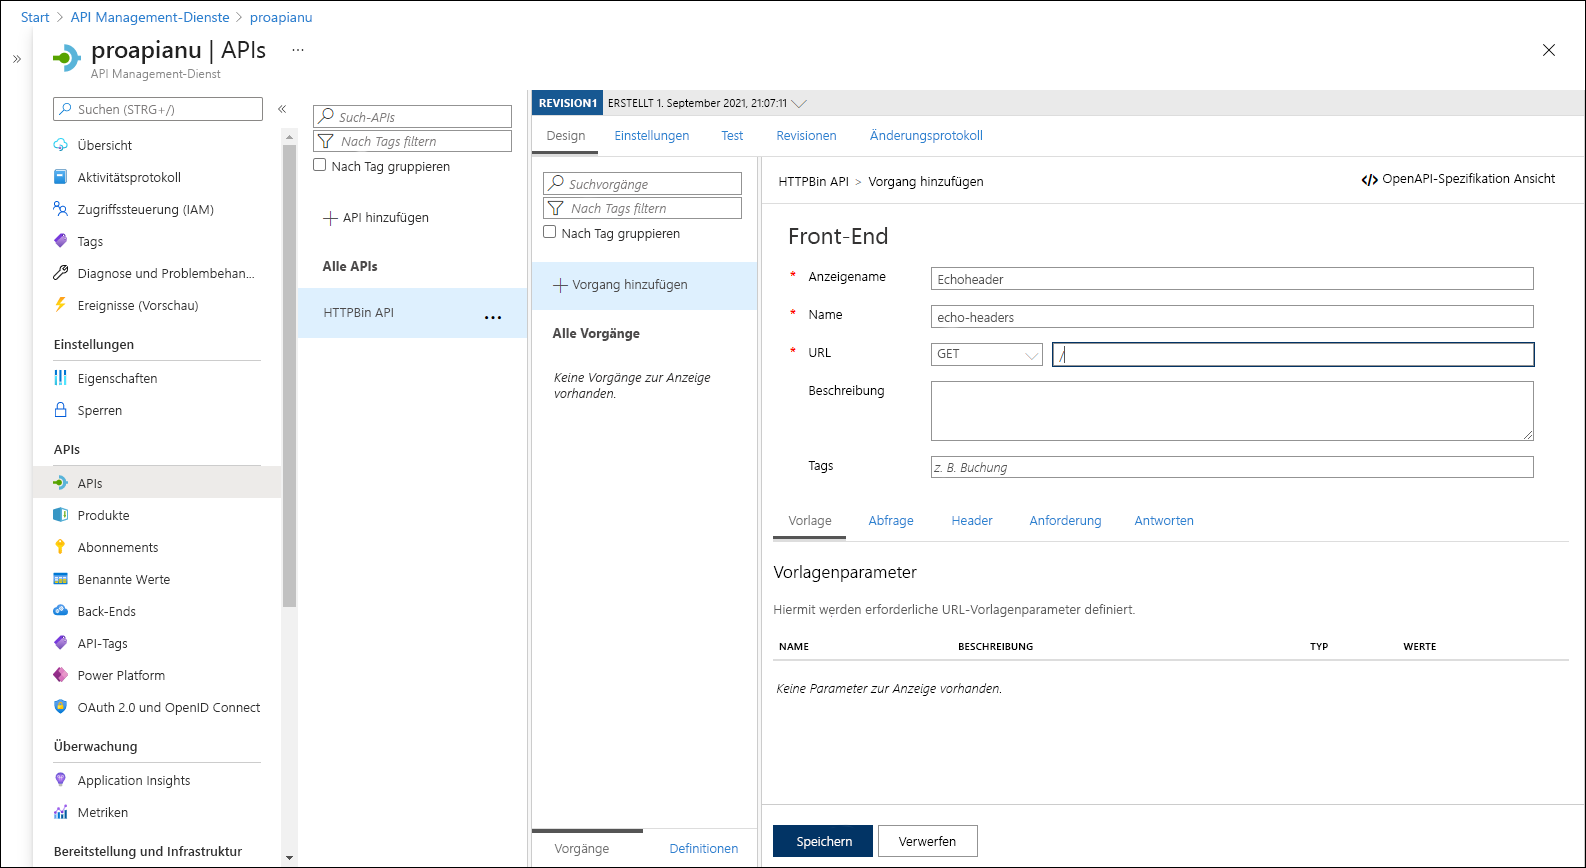 Start > API Management-Dienste > proapianu
proapianu | APIs ...
API Management-Dienst
Suchen (STRG+/)
Übersicht
Aktivitätsprotokoll
Zugriffssteuerung (IAM)
Tags
Diagnose und Problembehan...
Ereignisse (Vorschau)
Einstellungen
Eigenschaften
Sperren
APIs
APIs
Produkte
Abonnements
Benannte Werte
Back-Ends
API-Tags
Power Platform
OAuth 2.0 und OpenID Connect
Überwachung
Application Insights
Metriken
Bereitstellung und Infrastruktur
Such-APIs
Nach Tags filtern
Nach Tag gruppieren
+ API hinzufügen
Alle APIs
HTTPBin API ...
REVISION1 ERSTELLT 1. September 2021, 21:07:11
Design Einstellungen Test Revisionen Änderungsprotokoll
Suchvorgänge
Nach Tags filtern
Nach Tag gruppieren
+ Vorgang hinzufügen
Alle Vorgänge
Keine Vorgänge zur Anzeige
vorhanden.
Vorgänge Definitionen
HTTPBin API > Vorgang hinzufügen
</> OpenAPI-Spezifikation Ansicht
Front-End
* Anzeigename Echoheader
* Name echo-headers
* URL GET /
Beschreibung
Tags z. B. Buchung
Vorlage Abfrage Header Anforderung Antworten
Vorlagenparameter
Hiermit werden erforderliche URL-Vorlagenparameter definiert.
NAME BESCHREIBUNG TYP WERTE
Keine Parameter zur Anzeige vorhanden.
Speichern Verwerfen